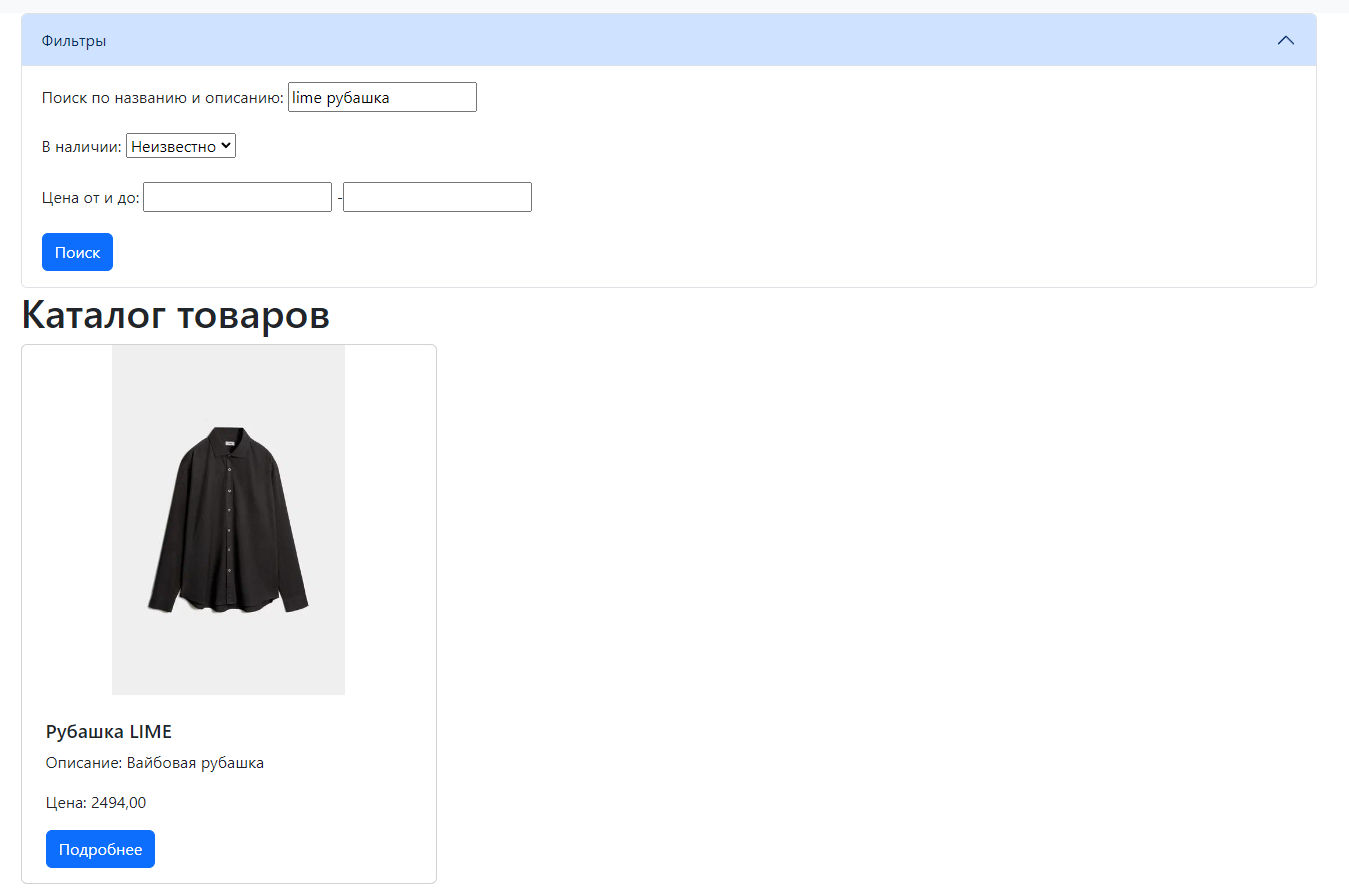 Фильтры
Поиск по названию и описанию: lime рубашка
В наличии: Неизвестно
Цена от и до: -
Поиск
Каталог товаров
Рубашка LIME
Описание: Вайбовая рубашка
Цена: 2494,00
Подробнее